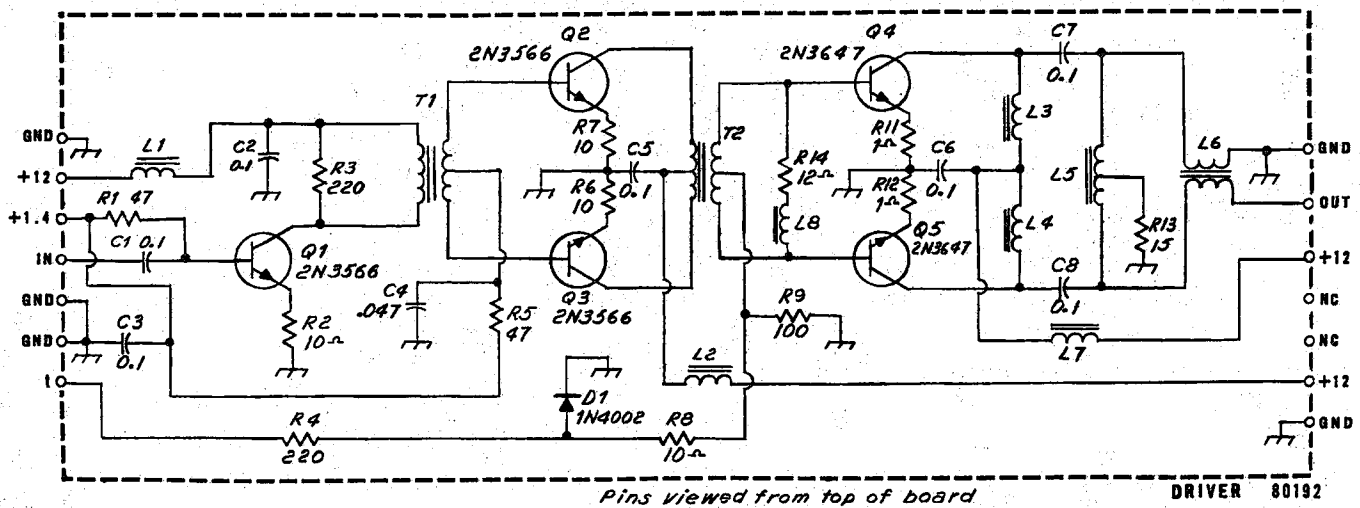 Q2
2N3566
Q4
2N3647
C7
0.1
T1
GND
L1
C2
0.1
R3
220
R7
10
C5
0.1
T2
R11
1Ω
L3
L6
GND
+12
R1 47
R14
12Ω
C6
0.1
L5
R6
10
R12
1Ω
+1.4
C1 0.1
Q1
2N3566
L8
Q5
2N3647
L4
R13
15
OUT
IN
+12
C4
.047
Q3
2N3566
R9
100
C8
0.1
NC
GND
C3
0.1
R2
10Ω
R5
47
GND
L2
L7
NC
1
D1
1N4002
+12
R4
220
R8
10Ω
GND
Pins viewed from top of board
DRIVER 80192